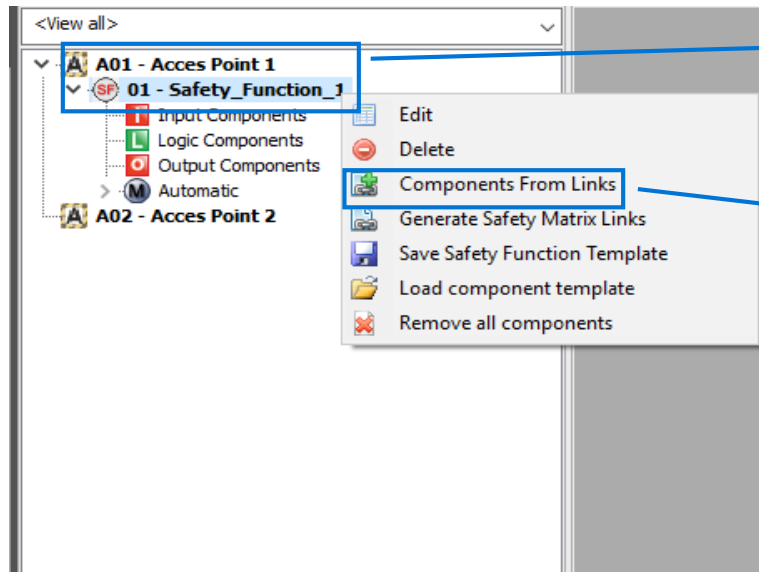 <View all>
A A01 - Acces Point 1
SF 01 - Safety_Function_1
I Input Components
L Logic Components
O Output Components
M Automatic
A A02 - Acces Point 2
Edit
Delete
Components From Links
Generate Safety Matrix Links
Save Safety Function Template
Load component template
Remove all components